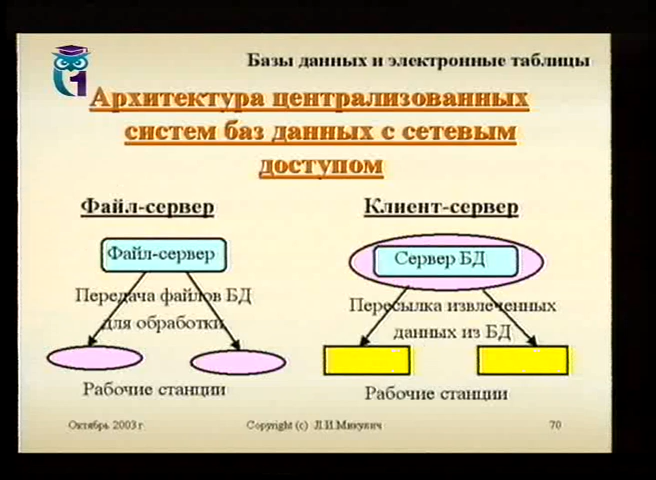 Базы данных и электронные таблицы
1
Архитектура централизованных
систем баз данных с сетевым
доступом
Файл-сервер
Клиент-сервер
Файл-сервер
Сервер БД
Передача файлов БД
для обработки
Пересылка извлеченных
данных из БД
Рабочие станции
Рабочие станции
Октябрь 2003 г
Copyright (c) Л.И.Микулич
70